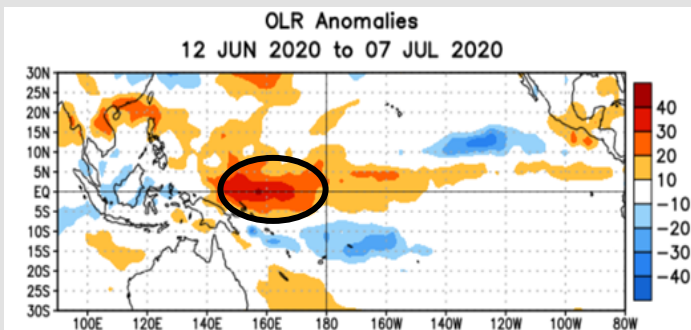 OLR Anomalies
12 JUN 2020 to 07 JUL 2020
30N
25N
20N
15N
10N
5N
EQ
5S
10S
15S
20S
25S
30S
100E 120E 140E 160E 180 160W 140W 120W 100W 80W
40
30
20
10
-10
-20
-30
-40